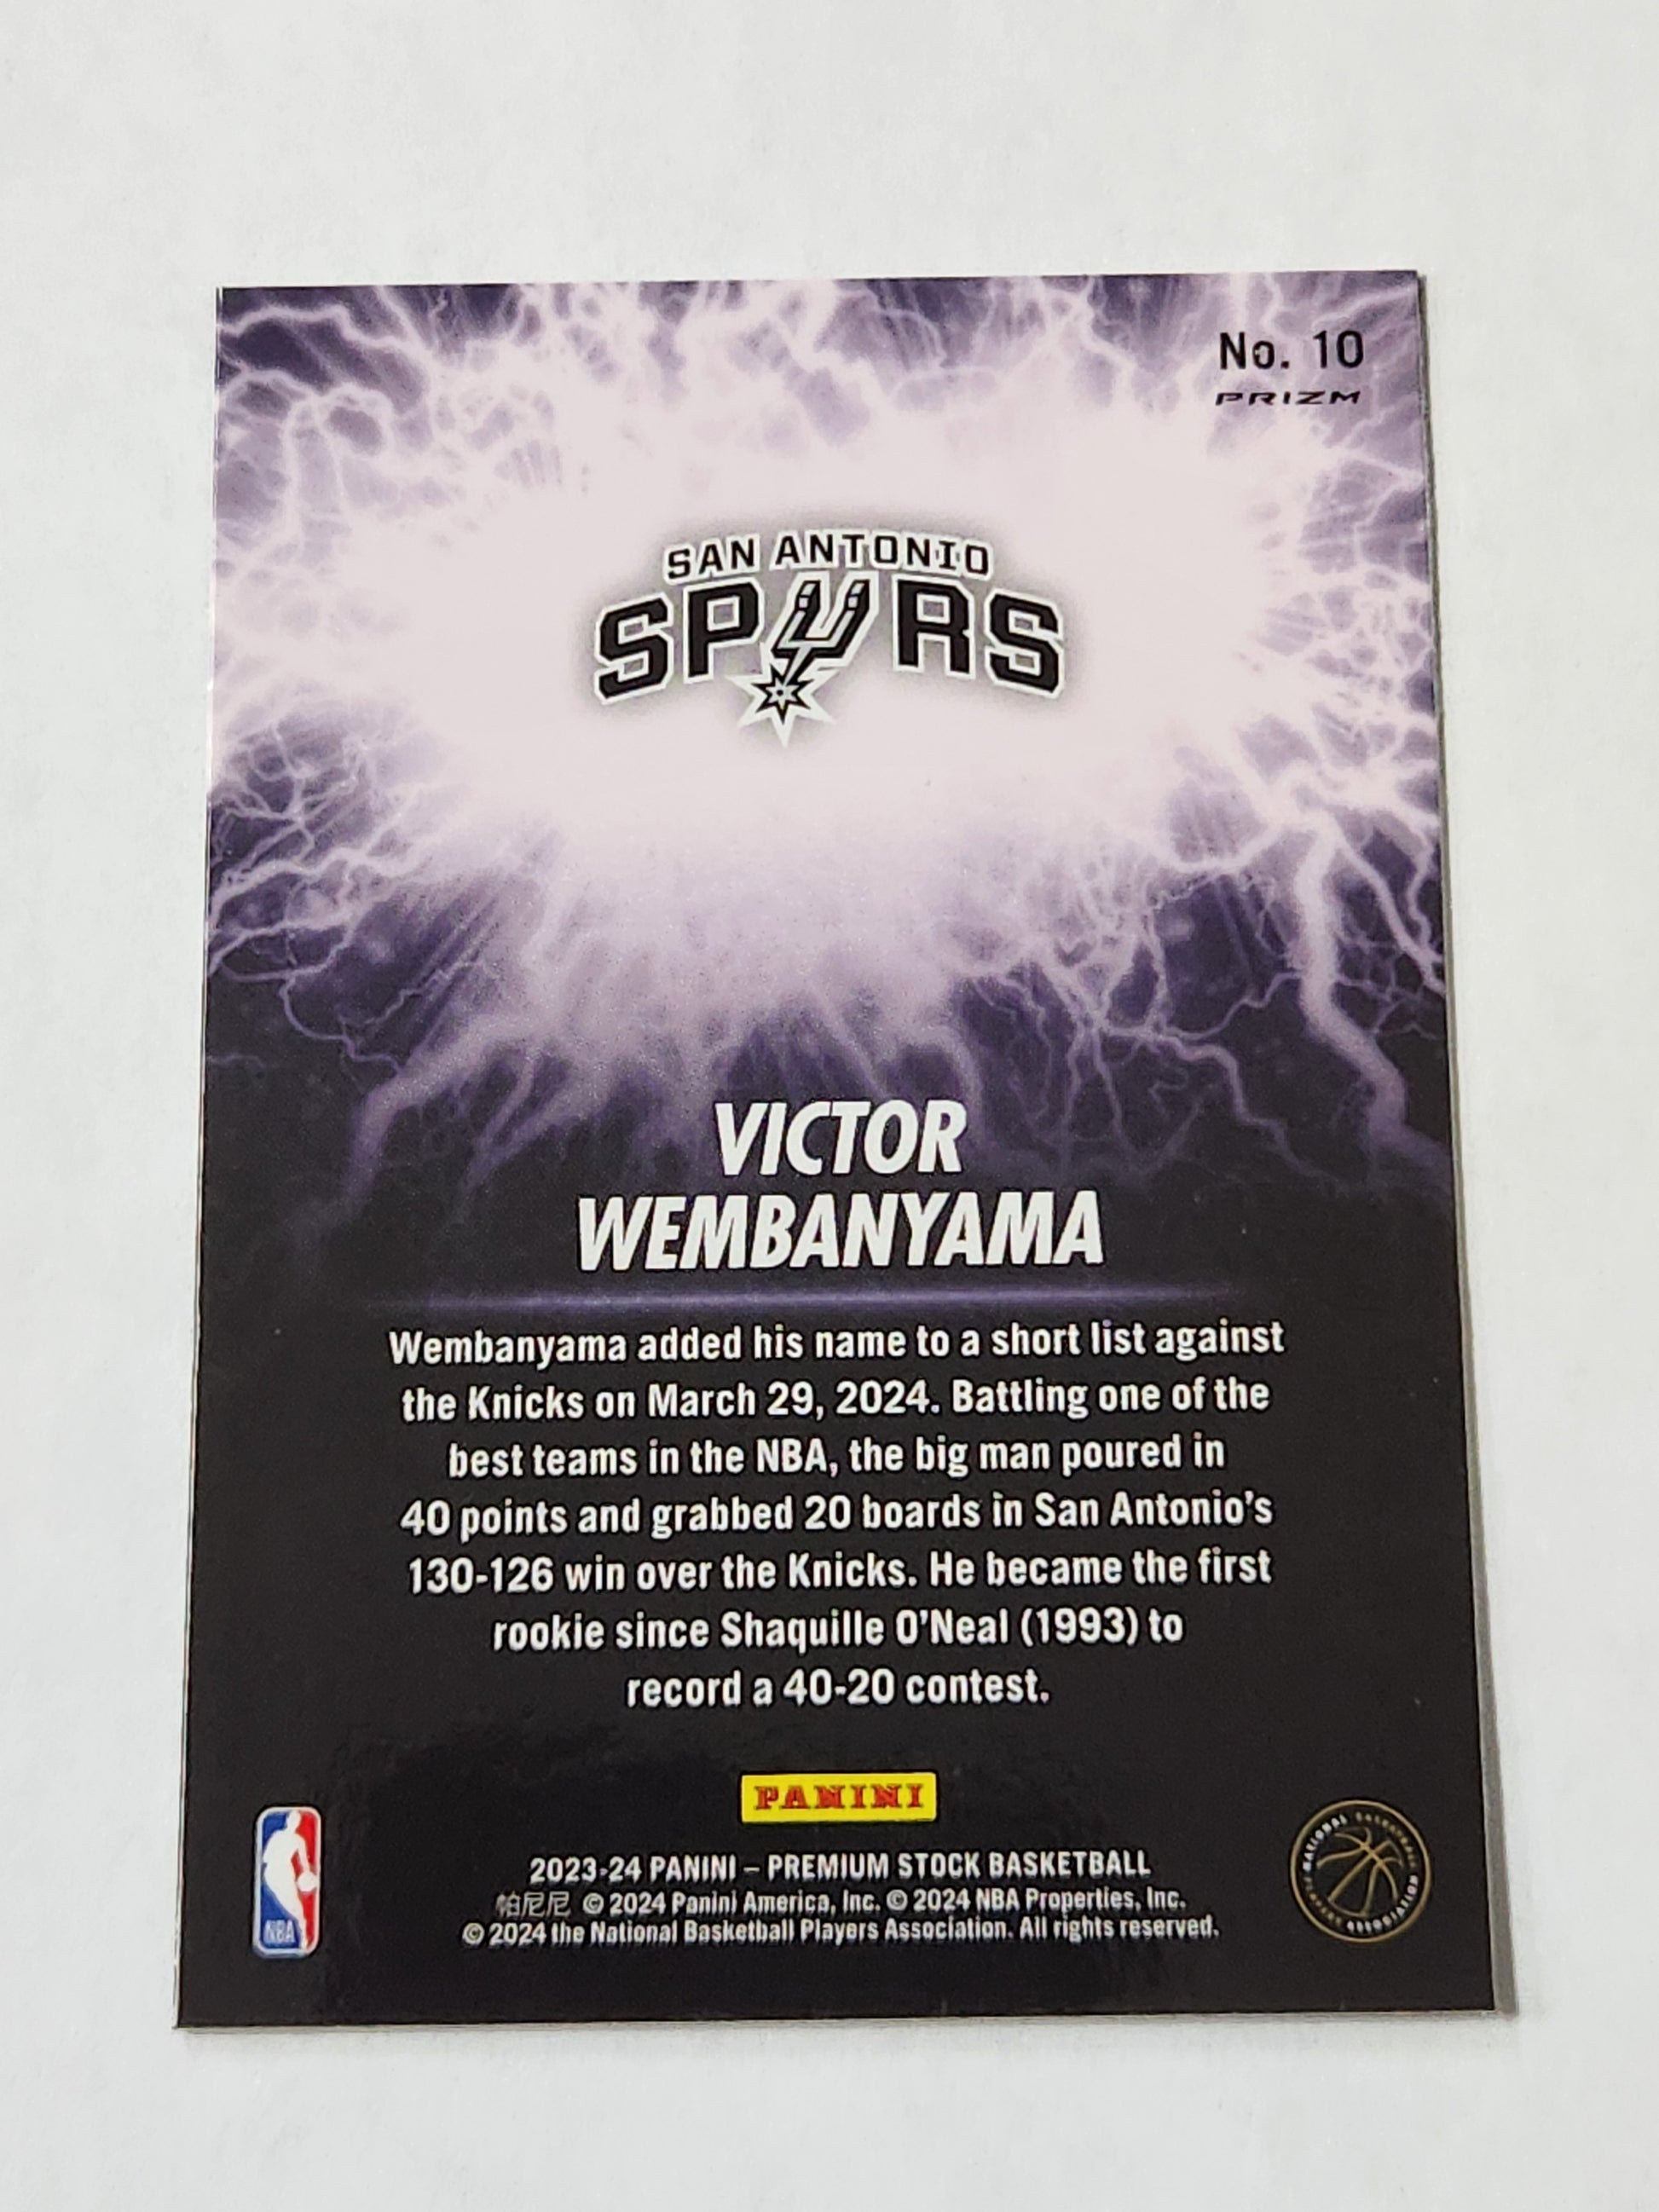 No. 10
PRIZM
SAN ANTONIO
SPURS
VICTOR
WEMBANYAMA
Wembanyama added his name to a short list against
the Knicks on March 29, 2024. Battling one of the
best teams in the NBA, the big man poured in
40 points and grabbed 20 boards in San Antonio's
130-126 win over the Knicks. He became the first
rookie since Shaquille O'Neal (1993) to
record a 40-20 contest.
PANINI
2023-24 PANINI – PREMIUM STOCK BASKETBALL
帕尼尼 © 2024 Panini America, Inc. © 2024 NBA Properties, Inc.
© 2024 the National Basketball Players Association. All rights reserved.
NBA
NATIONAL BASKETBALL PLAYERS ASSOCIATION